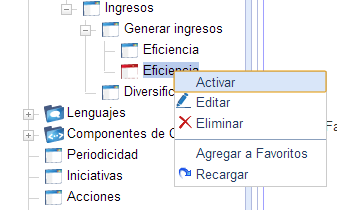 Ingresos
Generar ingresos
Eficiencia
Eficiencia
Activar
Diversific
Editar
Lenguajes
Eliminar
Componentes de
Periodicidad
Agregar a Favoritos
Iniciativas
Recargar
Acciones